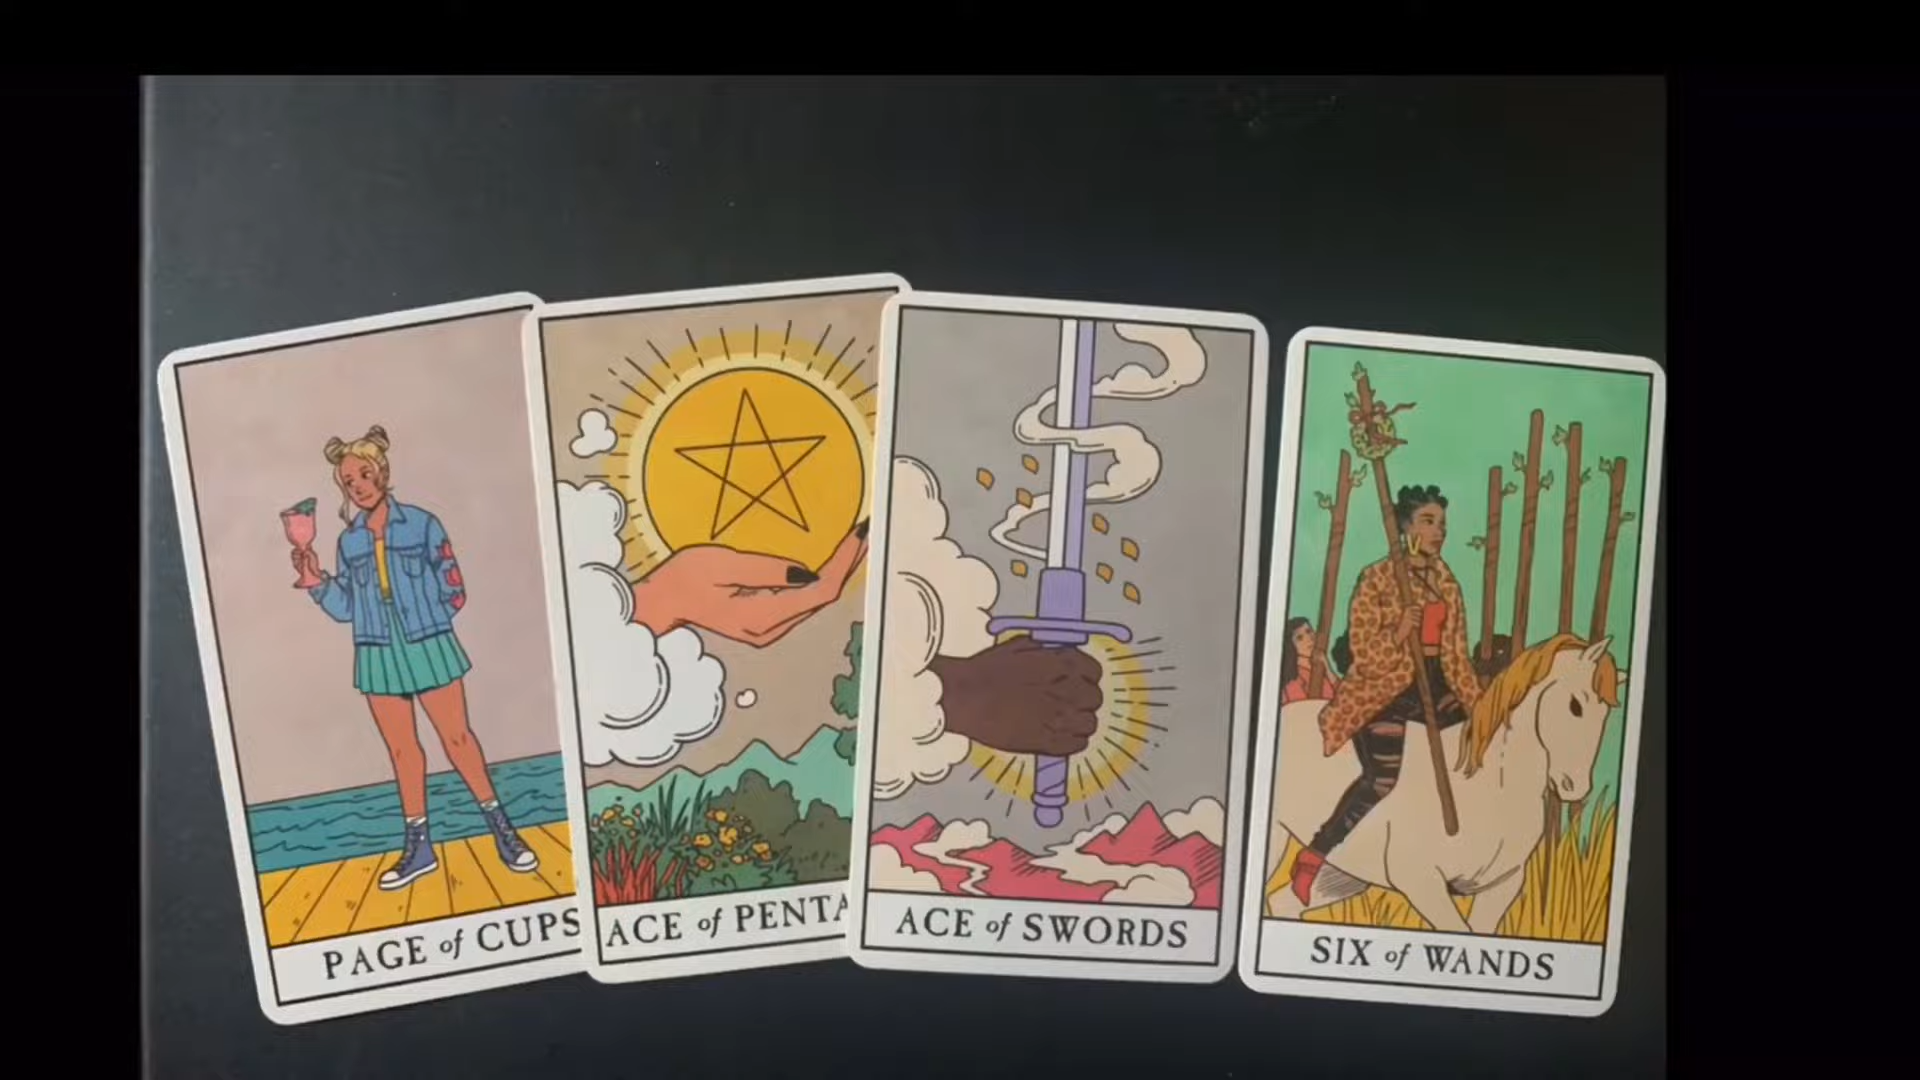 PAGE of CUPS
ACE of PENTA
ACE of SWORDS
SIX of WANDS